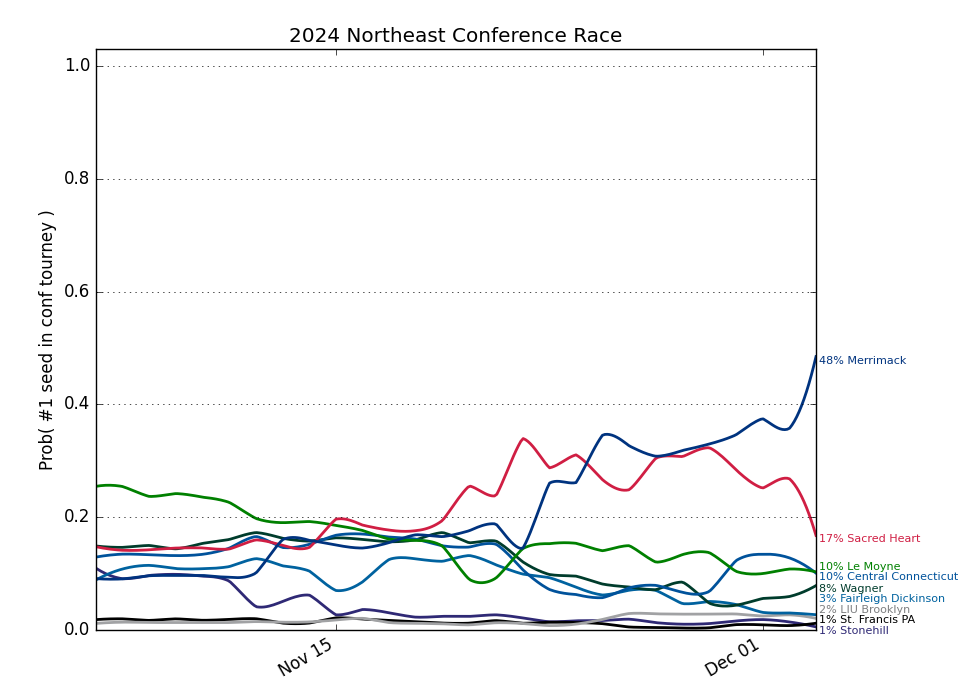 2024 Northeast Conference Race
Prob( #1 seed in conf tourney )
1.0
0.8
0.6
0.4
0.2
0.0
Nov 15
Dec 01
48% Merrimack
17% Sacred Heart
10% Le Moyne
10% Central Connecticut
8% Wagner
3% Fairleigh Dickinson
2% LIU Brooklyn
1% St. Francis PA
1% Stonehill